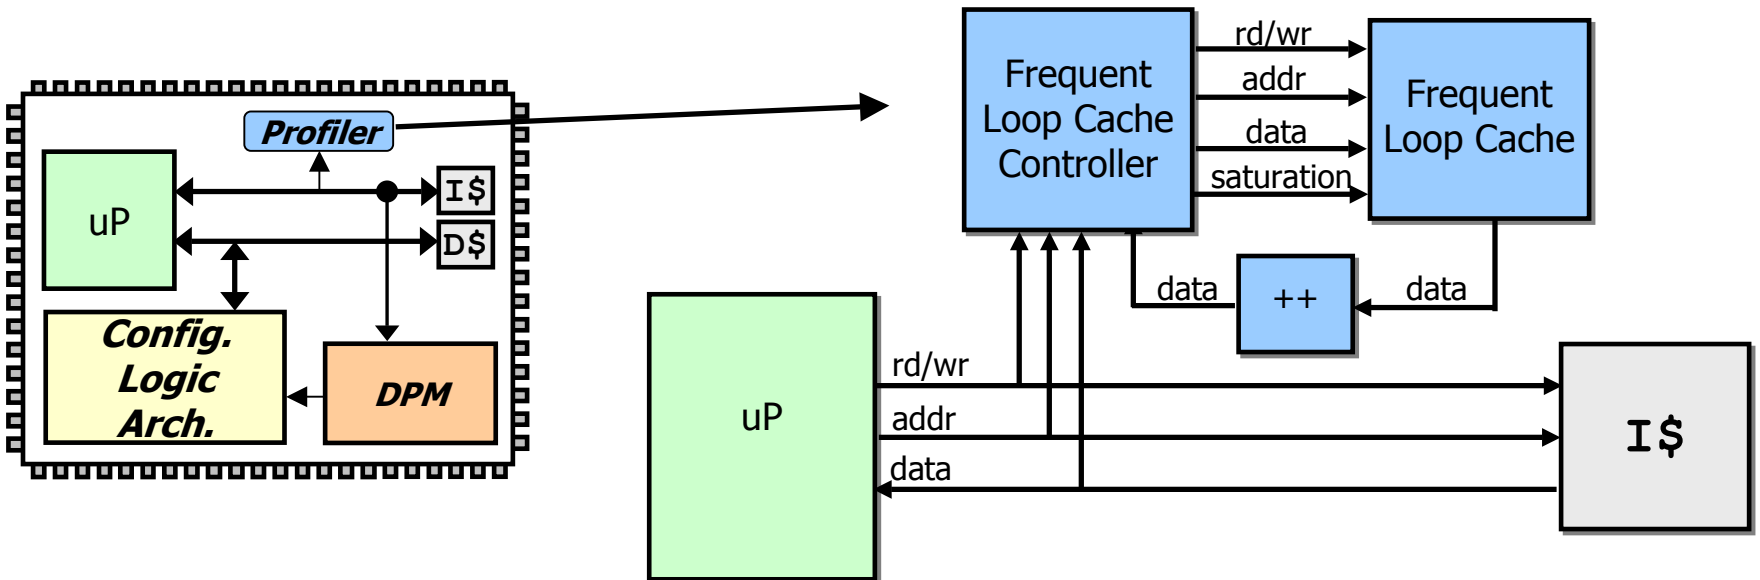 Profiler
uP
I$
D$
Config.
Logic
Arch.
DPM
Frequent
Loop Cache
Controller
rd/wr
addr
data
saturation
Frequent
Loop Cache
data
++
data
uP
rd/wr
addr
data
I$